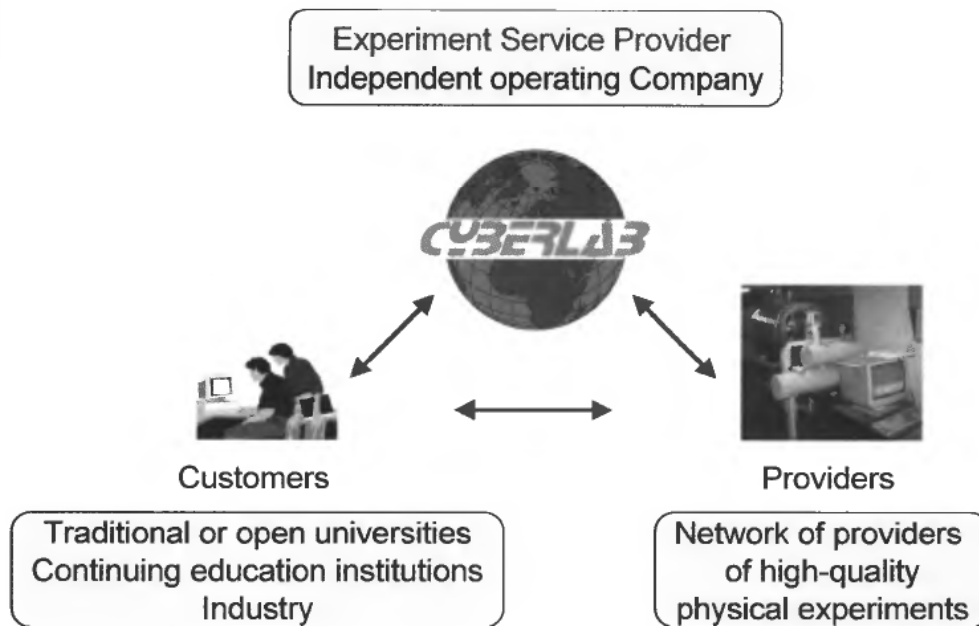 Experiment Service Provider
Independent operating Company
CYBERLAB
Customers
Providers
Traditional or open universities
Continuing education institutions
Industry
Network of providers
of high-quality
physical experiments